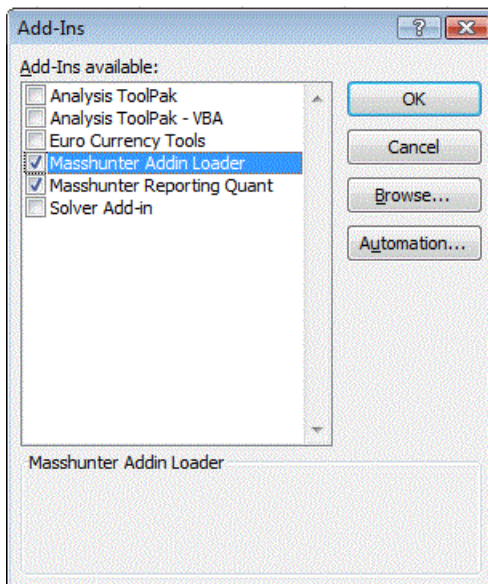 Add-Ins
Add-Ins available:
Analysis ToolPak
Analysis ToolPak - VBA
Euro Currency Tools
Masshunter Addin Loader
Masshunter Reporting Quant
Solver Add-in
OK
Cancel
Browse...
Automation...
Masshunter Addin Loader